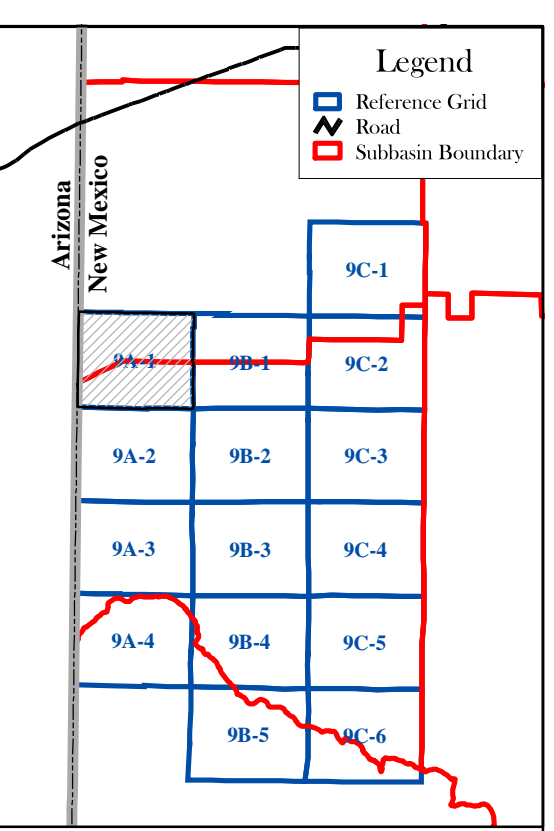 Legend
Reference Grid
Road
Subbasin Boundary
Arizona
New Mexico
9C-1
9A-1
9B-1
9C-2
9A-2
9B-2
9C-3
9A-3
9B-3
9C-4
9A-4
9B-4
9C-5
9B-5
9C-6